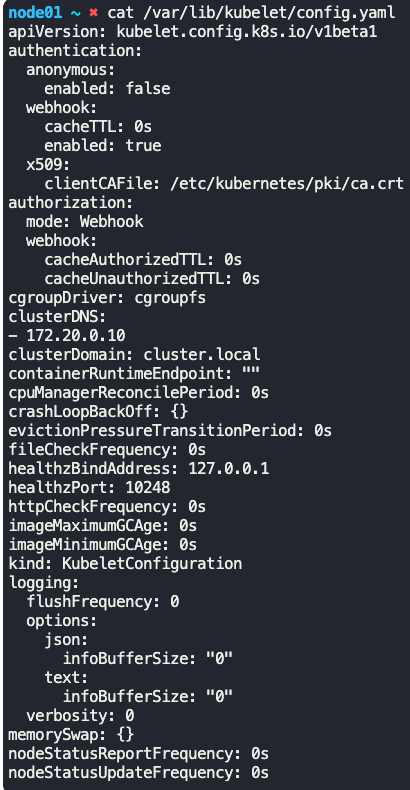 node01 ~ ✖ cat /var/lib/kubelet/config.yaml
apiVersion: kubelet.config.k8s.io/v1beta1
authentication:
  anonymous:
    enabled: false
  webhook:
    cacheTTL: 0s
    enabled: true
  x509:
    clientCAFile: /etc/kubernetes/pki/ca.crt
authorization:
  mode: Webhook
  webhook:
    cacheAuthorizedTTL: 0s
    cacheUnauthorizedTTL: 0s
cgroupDriver: cgroupfs
clusterDNS:
- 172.20.0.10
clusterDomain: cluster.local
containerRuntimeEndpoint: ""
cpuManagerReconcilePeriod: 0s
crashLoopBackOff: {}
evictionPressureTransitionPeriod: 0s
fileCheckFrequency: 0s
healthzBindAddress: 127.0.0.1
healthzPort: 10248
httpCheckFrequency: 0s
imageMaximumGCAge: 0s
imageMinimumGCAge: 0s
kind: KubeletConfiguration
logging:
  flushFrequency: 0
  options:
    json:
      infoBufferSize: "0"
    text:
      infoBufferSize: "0"
  verbosity: 0
memorySwap: {}
nodeStatusReportFrequency: 0s
nodeStatusUpdateFrequency: 0s